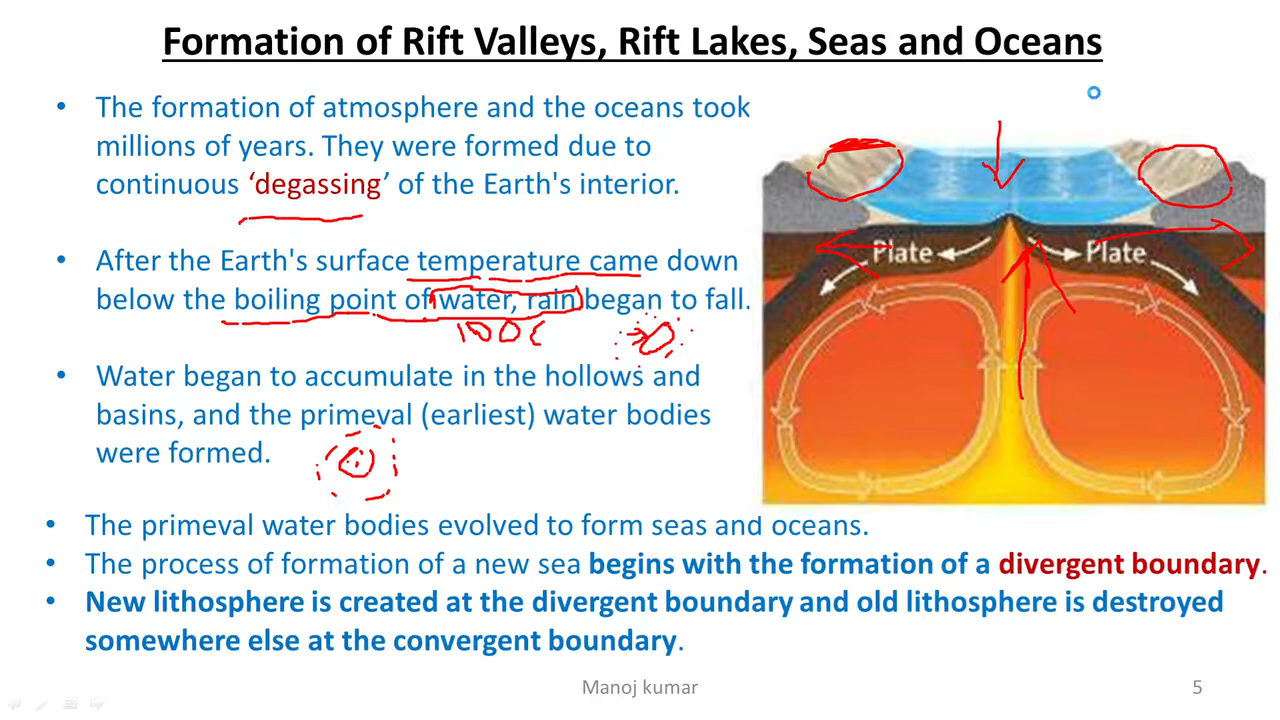 Formation of Rift Valleys, Rift Lakes, Seas and Oceans
• The formation of atmosphere and the oceans took
millions of years. They were formed due to
continuous ‘degassing’ of the Earth's interior.
• After the Earth's surface temperature came down
below the boiling point of water, rain began to fall.
100c
• Water began to accumulate in the hollows and
basins, and the primeval (earliest) water bodies
were formed.
Plate
Plate
• The primeval water bodies evolved to form seas and oceans.
• The process of formation of a new sea begins with the formation of a divergent boundary.
• New lithosphere is created at the divergent boundary and old lithosphere is destroyed
somewhere else at the convergent boundary.
Manoj kumar
5